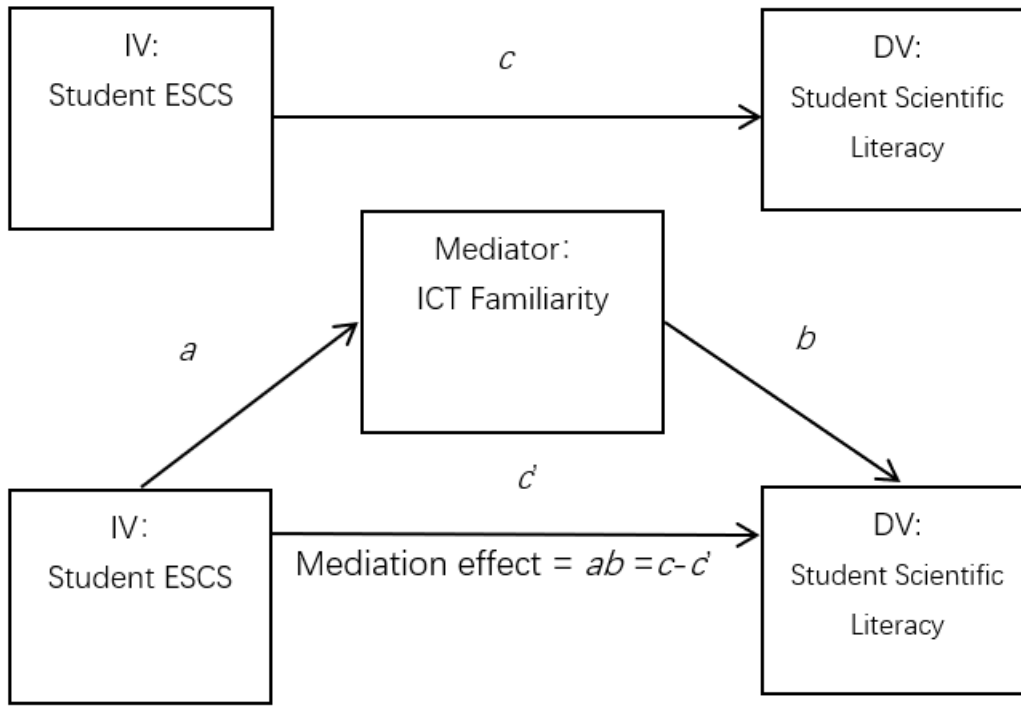 IV:
Student ESCS
c
DV:
Student Scientific
Literacy
Mediator:
ICT Familiarity
a
b
c'
IV:
Student ESCS
Mediation effect = ab =c-c'
DV:
Student Scientific
Literacy